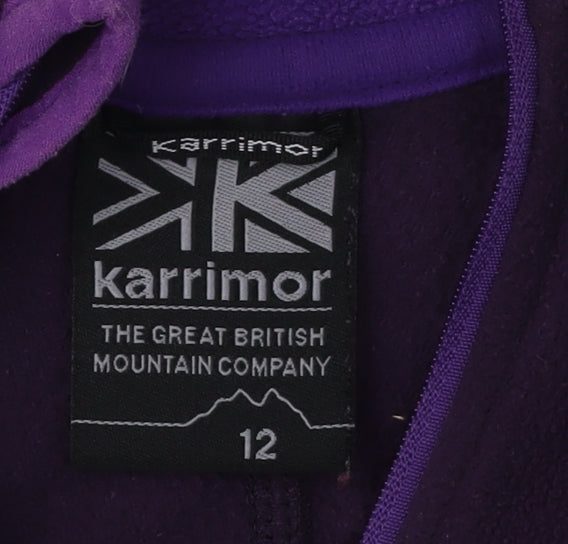 karrimor
karrimor
THE GREAT BRITISH
MOUNTAIN COMPANY
12